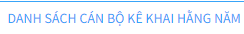 DANH SÁCH CÁN BỘ KÊ KHAI HẰNG NĂM